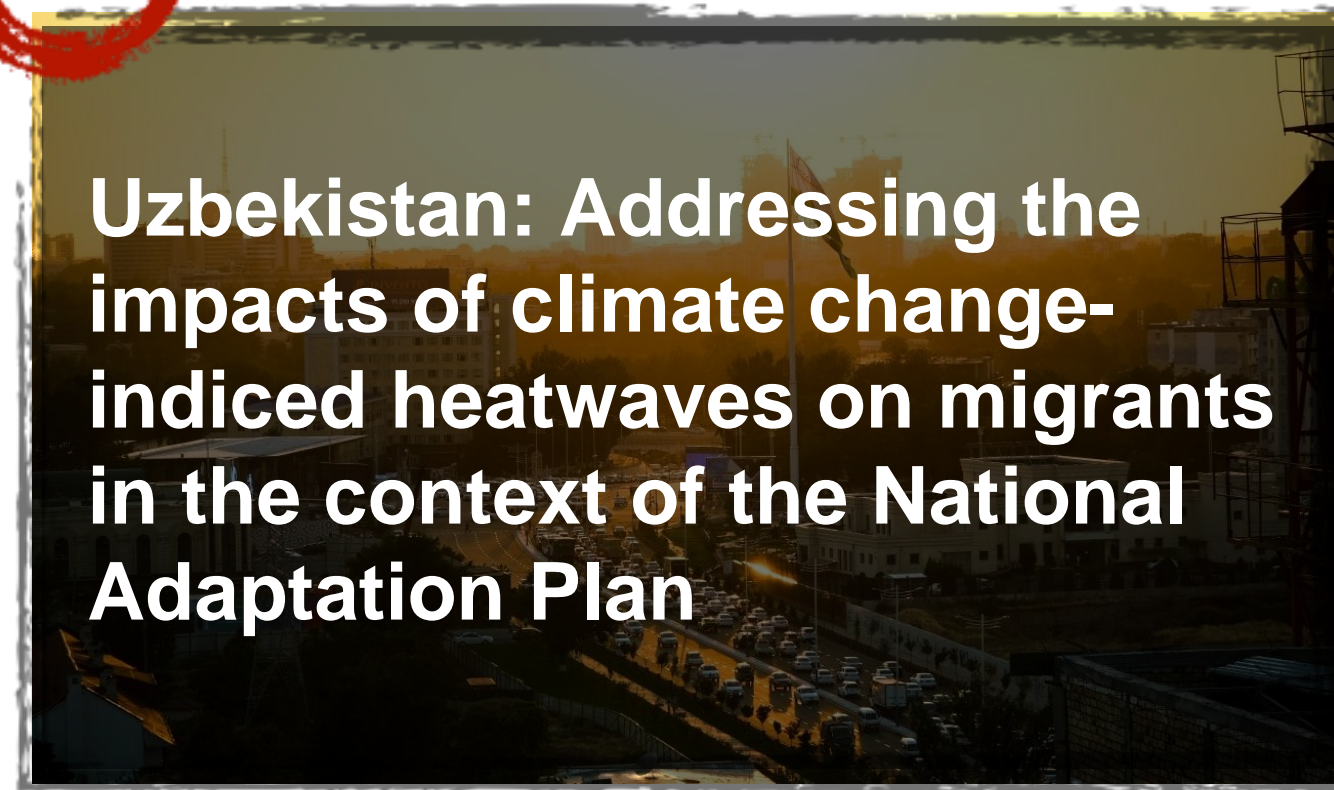 Uzbekistan: Addressing the
impacts of climate change-
indiced heatwaves on migrants
in the context of the National
Adaptation Plan